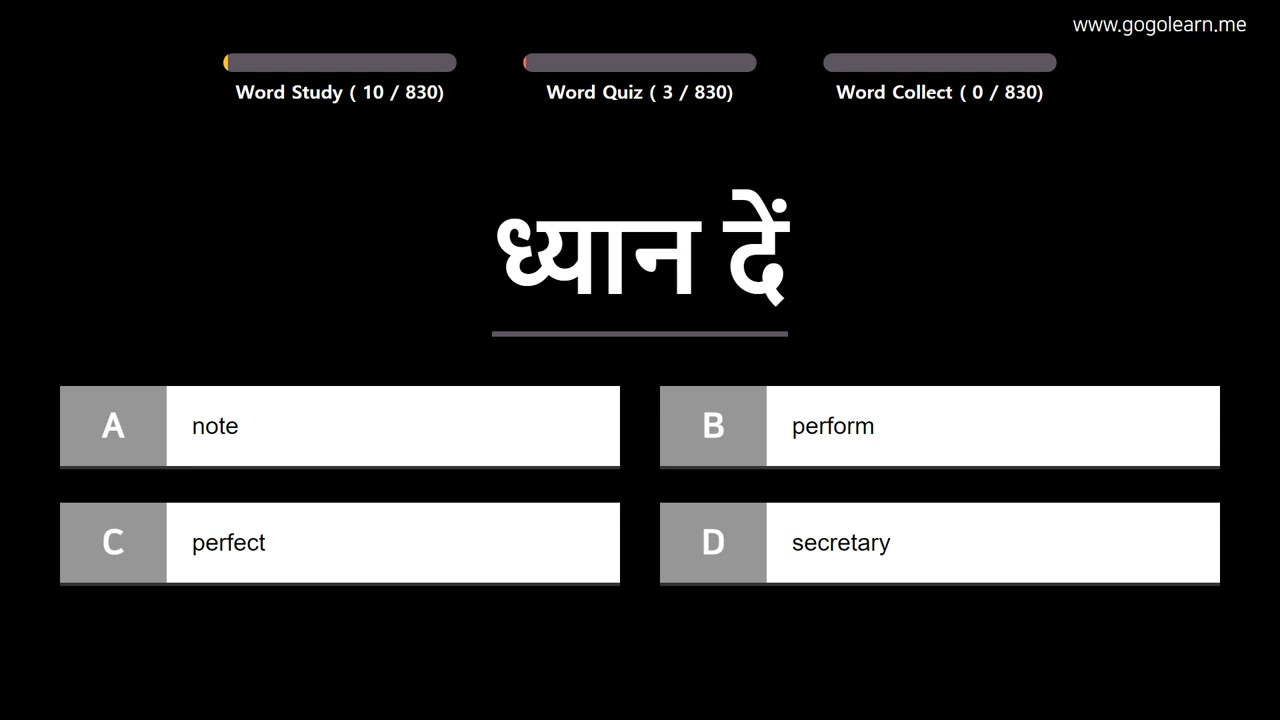 www.gogolearn.me
Word Study ( 10 / 830)
Word Quiz ( 3 / 830)
Word Collect ( 0 / 830)
ध्यान दें
A note
B perform
C perfect
D secretary